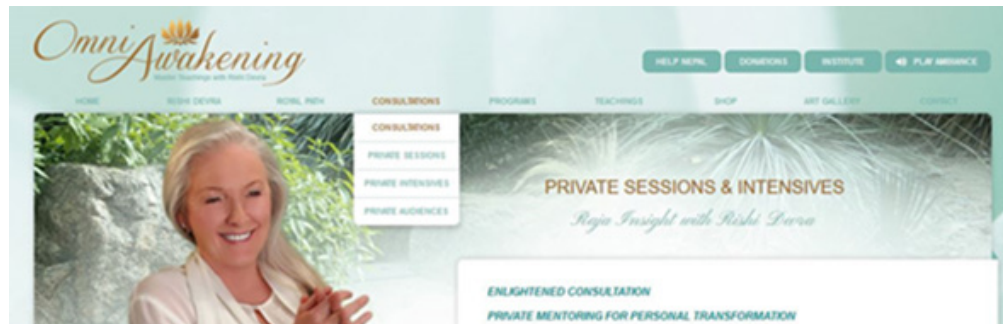 Omni Awakening
Master Teachings with Rishi Devra
HELP NEPAL DONATIONS INSTITUTE PLAY AMBIANCE
HOME RISHI DEVRA ROYAL PATH CONSULTATIONS PROGRAMS TEACHINGS SHOP ART GALLERY CONTACT
CONSULTATIONS
PRIVATE SESSIONS
PRIVATE INTENSIVES
PRIVATE AUDIENCES
PRIVATE SESSIONS & INTENSIVES
Raja Insight with Rishi Devra
ENLIGHTENED CONSULTATION
PRIVATE MENTORING FOR PERSONAL TRANSFORMATION